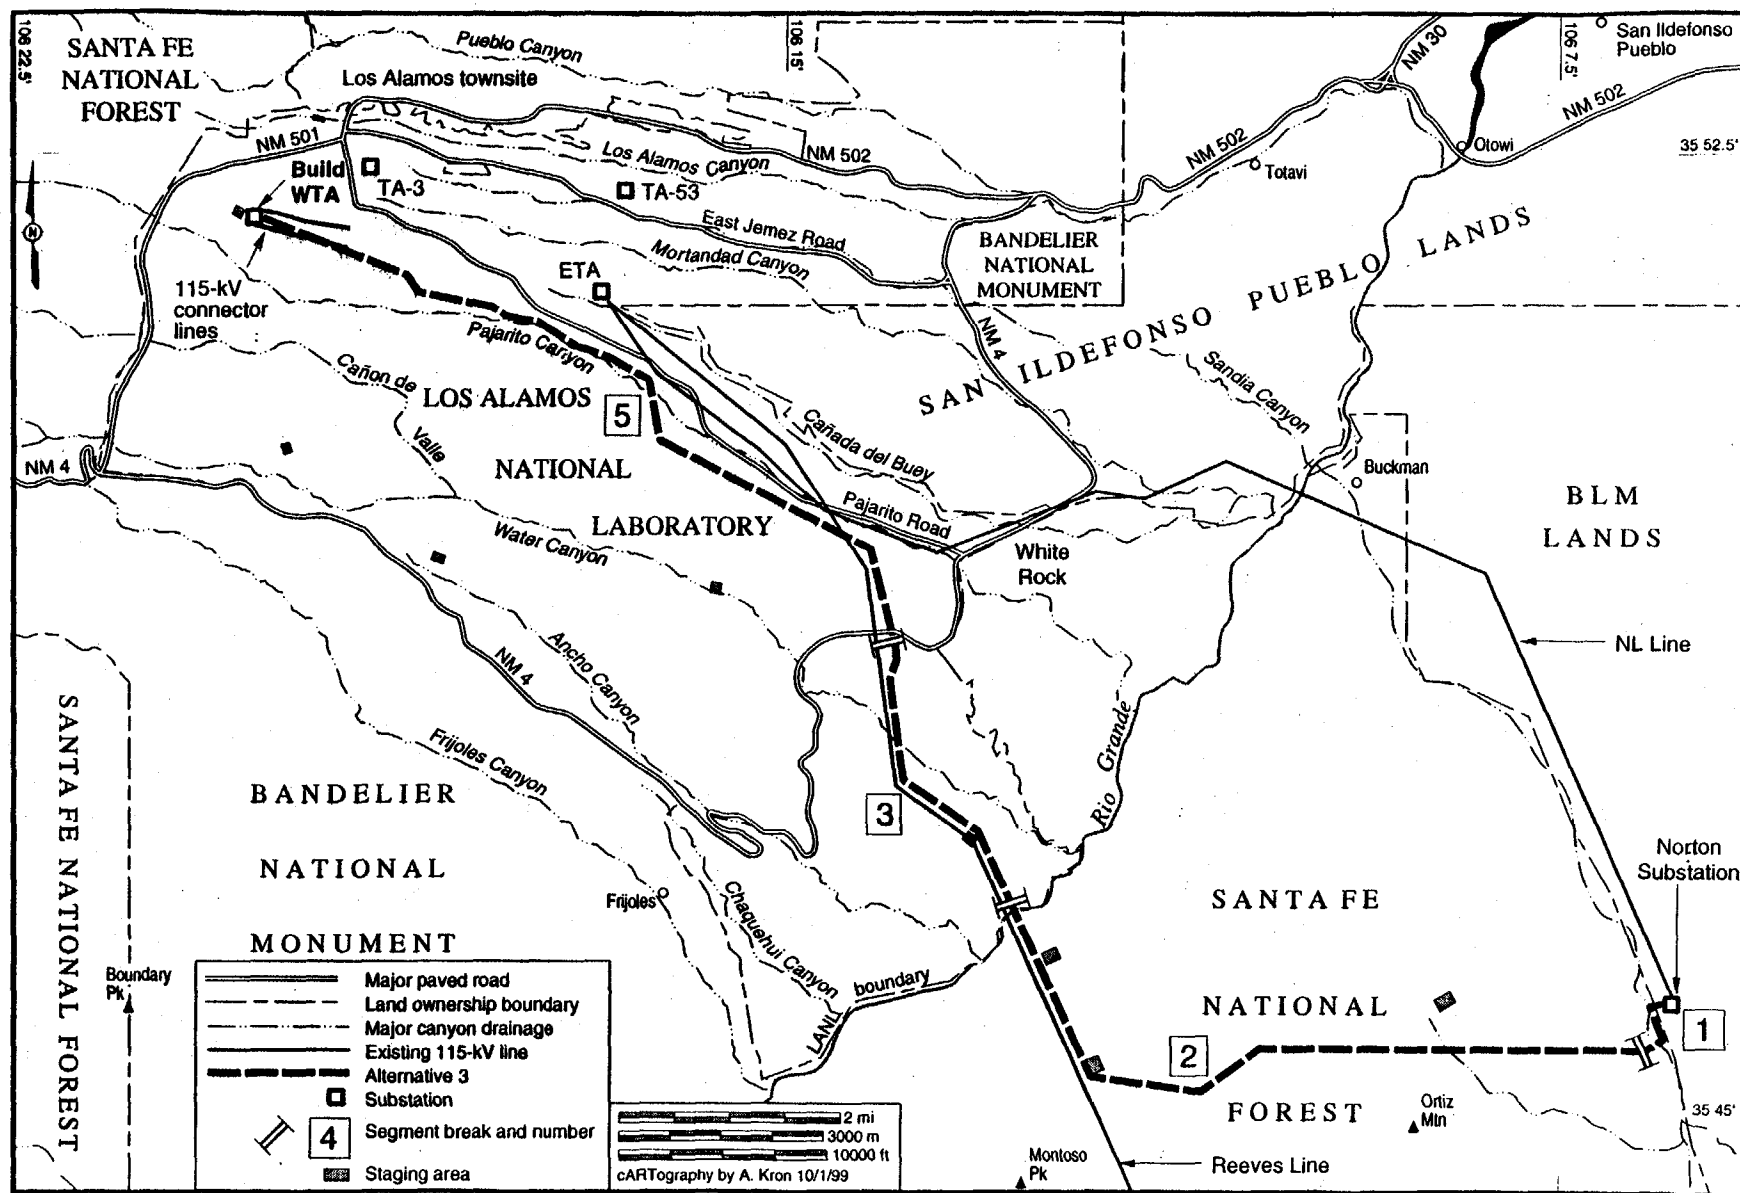 106 22.5'
106 15'
106 7.5'
San Ildefonso
Pueblo
SANTA FE
NATIONAL
FOREST
Pueblo Canyon
Los Alamos townsite
NM 30
NM 502
NM 501
Los Alamos Canyon
NM 502
NM 502
Otowi
35 52.5'
Totavi
Build
WTA
TA-3
TA-53
East Jemez Road
Mortandad Canyon
BANDELIER
NATIONAL
MONUMENT
SAN ILDEFONSO PUEBLO LANDS
N
ETA
115-kV
connector
lines
Pajarito Canyon
NM 4
Sandia Canyon
Cañon de
Valle
LOS ALAMOS
5
NATIONAL
LABORATORY
Cañada del Buey
Pajarito Road
Buckman
NM 4
BLM
LANDS
Water Canyon
White
Rock
NL Line
Ancho Canyon
NM 4
Rio Grande
Frijoles Canyon
SANTA FE NATIONAL FOREST
BANDELIER
NATIONAL
MONUMENT
3
Norton
Substation
Frijoles
Chaquehui Canyon
SANTA FE
NATIONAL
FOREST
Boundary
Pk
LANL boundary
1
2
Ortiz
Mtn
35 45'
Montoso
Pk
Reeves Line
Major paved road
Land ownership boundary
Major canyon drainage
Existing 115-kV line
Alternative 3
Substation
4 Segment break and number
Staging area
2 mi
3000 m
10000 ft
cARTography by A. Kron 10/1/99